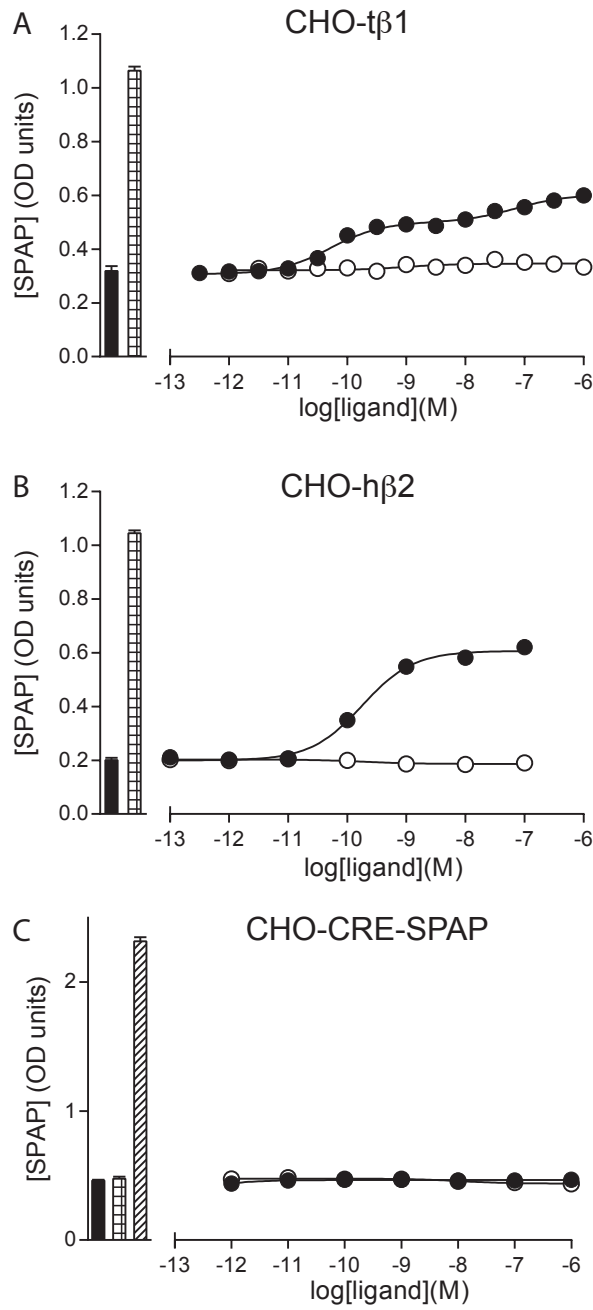 A
CHO-tβ1
[SPAP] (OD units)
1.2
1.0
0.8
0.6
0.4
0.2
0.0
-13 -12 -11 -10 -9 -8 -7 -6
log[ligand](M)
B
CHO-hβ2
[SPAP] (OD units)
1.2
1.0
0.8
0.6
0.4
0.2
0.0
-13 -12 -11 -10 -9 -8 -7 -6
log[ligand](M)
C
CHO-CRE-SPAP
[SPAP] (OD units)
2
1
0
-13 -12 -11 -10 -9 -8 -7 -6
log[ligand](M)